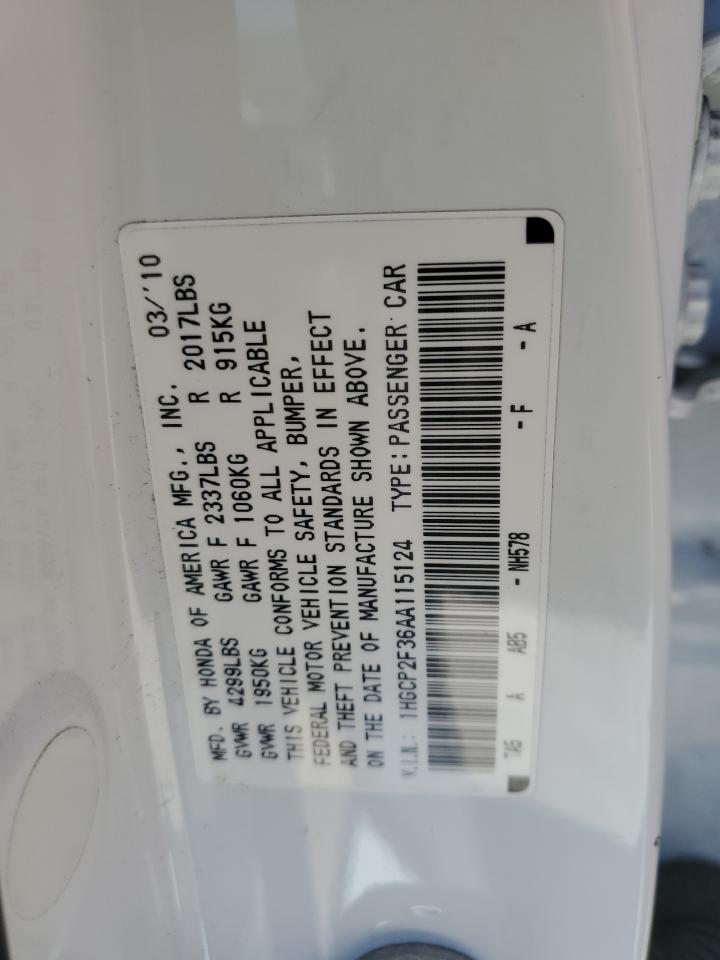 MFD. BY HONDA OF AMERICA MFG., INC. 03/'10
GVWR 4299LBS GAWR F 2337LBS R 2017LBS
GVWR 1950KG GAWR F 1060KG R 915KG
THIS VEHICLE CONFORMS TO ALL APPLICABLE
FEDERAL MOTOR VEHICLE SAFETY, BUMPER,
AND THEFT PREVENTION STANDARDS IN EFFECT
ON THE DATE OF MANUFACTURE SHOWN ABOVE.
V.I.N.: 1HGCP2F36AA115124 TYPE: PASSENGER CAR
TA5 A AB5 - NH578 - F - A